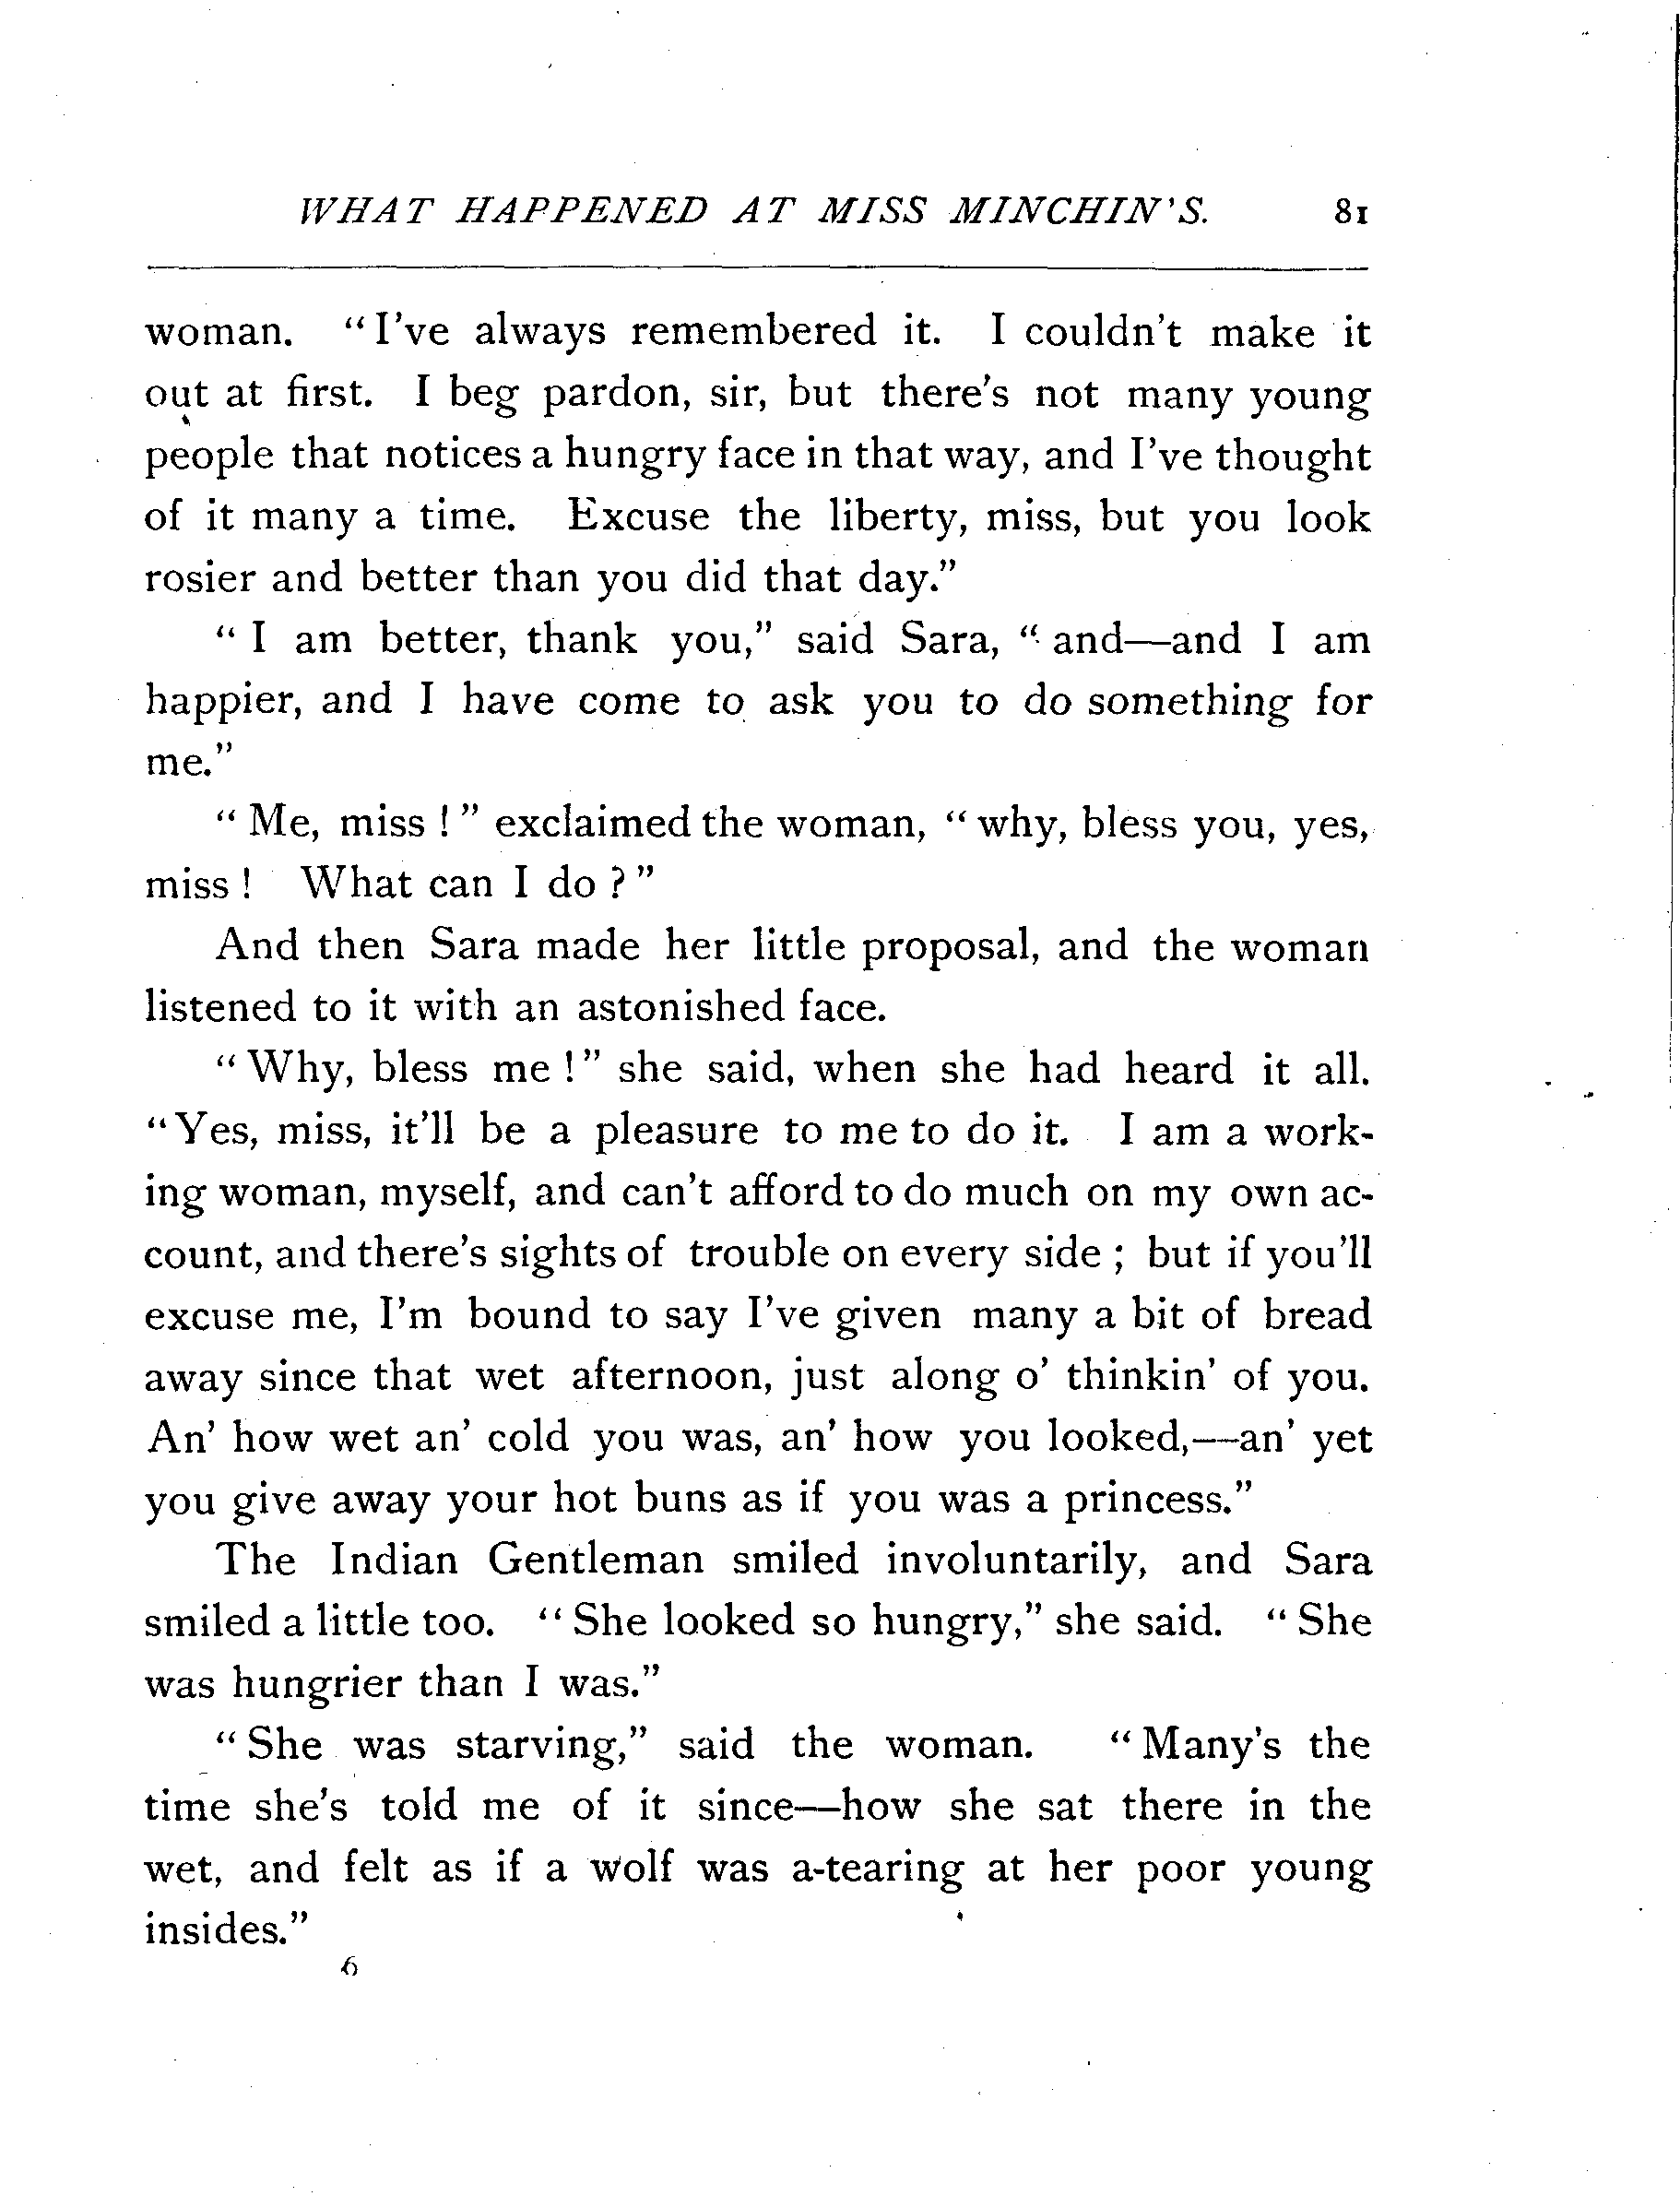 WHAT HAPPENED AT MISS MINCHIN'S. 81
woman. "I've always remembered it. I couldn't make it
out at first. I beg pardon, sir, but there's not many young
people that notices a hungry face in that way, and I've thought
of it many a time. Excuse the liberty, miss, but you look
rosier and better than you did that day."
"I am better, thank you," said Sara, "and—and I am
happier, and I have come to ask you to do something for
me."
"Me, miss!" exclaimed the woman, "why, bless you, yes,
miss! What can I do?"
And then Sara made her little proposal, and the woman
listened to it with an astonished face.
"Why, bless me!" she said, when she had heard it all.
"Yes, miss, it'll be a pleasure to me to do it. I am a work-
ing woman, myself, and can't afford to do much on my own ac-
count, and there's sights of trouble on every side; but if you'll
excuse me, I'm bound to say I've given many a bit of bread
away since that wet afternoon, just along o' thinkin' of you.
An' how wet an' cold you was, an' how you looked,—an' yet
you give away your hot buns as if you was a princess."
The Indian Gentleman smiled involuntarily, and Sara
smiled a little too. "She looked so hungry," she said. "She
was hungrier than I was."
"She was starving," said the woman. "Many's the
time she's told me of it since—how she sat there in the
wet, and felt as if a wolf was a-tearing at her poor young
insides."
6